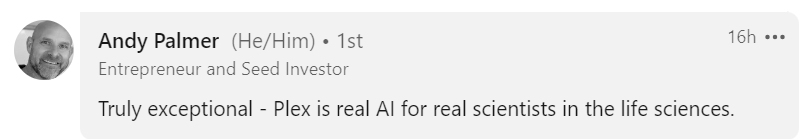 Andy Palmer (He/Him) • 1st
16h •••
Entrepreneur and Seed Investor
Truly exceptional - Plex is real AI for real scientists in the life sciences.